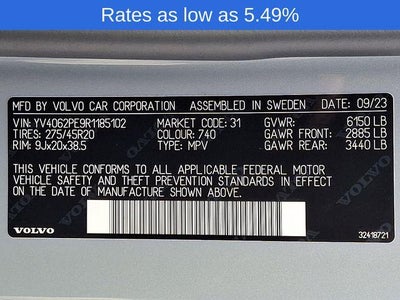 Rates as low as 5.49%
MFD BY VOLVO CAR CORPORATION ASSEMBLED IN SWEDEN DATE 09/23
VIN: YV4062PE9R1185102 MARKET CODE: 31 GVWR: 6150 LB
TIRES: 275/45R20 COLOUR: 740 GAWR FRONT: 2885 LB
RIM: 9Jx20x38.5 TYPE: MPV GAWR REAR: 3440 LB
THIS VEHICLE CONFORMS TO ALL APPLICABLE FEDERAL MOTOR
VEHICLE SAFETY AND THEFT PREVENTION STANDARDS IN EFFECT
ON THE DATE OF MANUFACTURE SHOWN ABOVE.
VOLVO
32418721